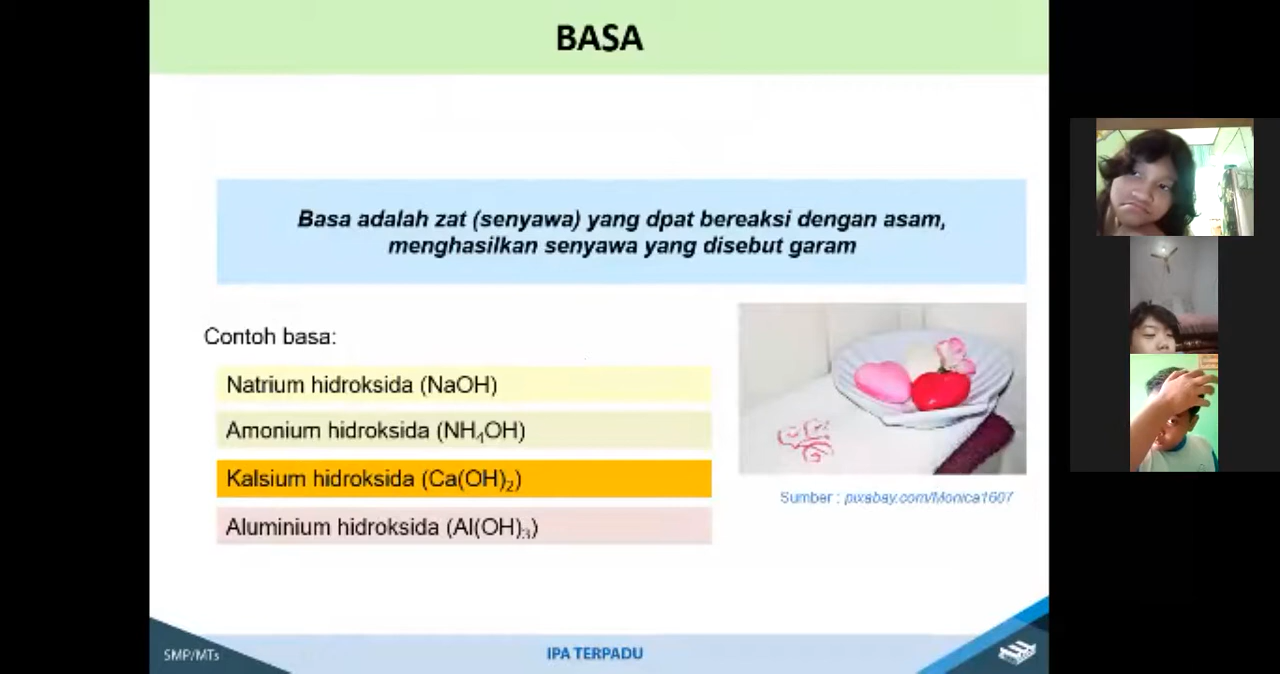 BASA
Basa adalah zat (senyawa) yang dpat bereaksi dengan asam,
menghasilkan senyawa yang disebut garam
Contoh basa:
Natrium hidroksida (NaOH)
Amonium hidroksida (NH₄OH)
Kalsium hidroksida (Ca(OH)₂)
Aluminium hidroksida (Al(OH)₃)
Sumber : pixabay.com/Monica1607
SMP/MTs
IPA TERPADU